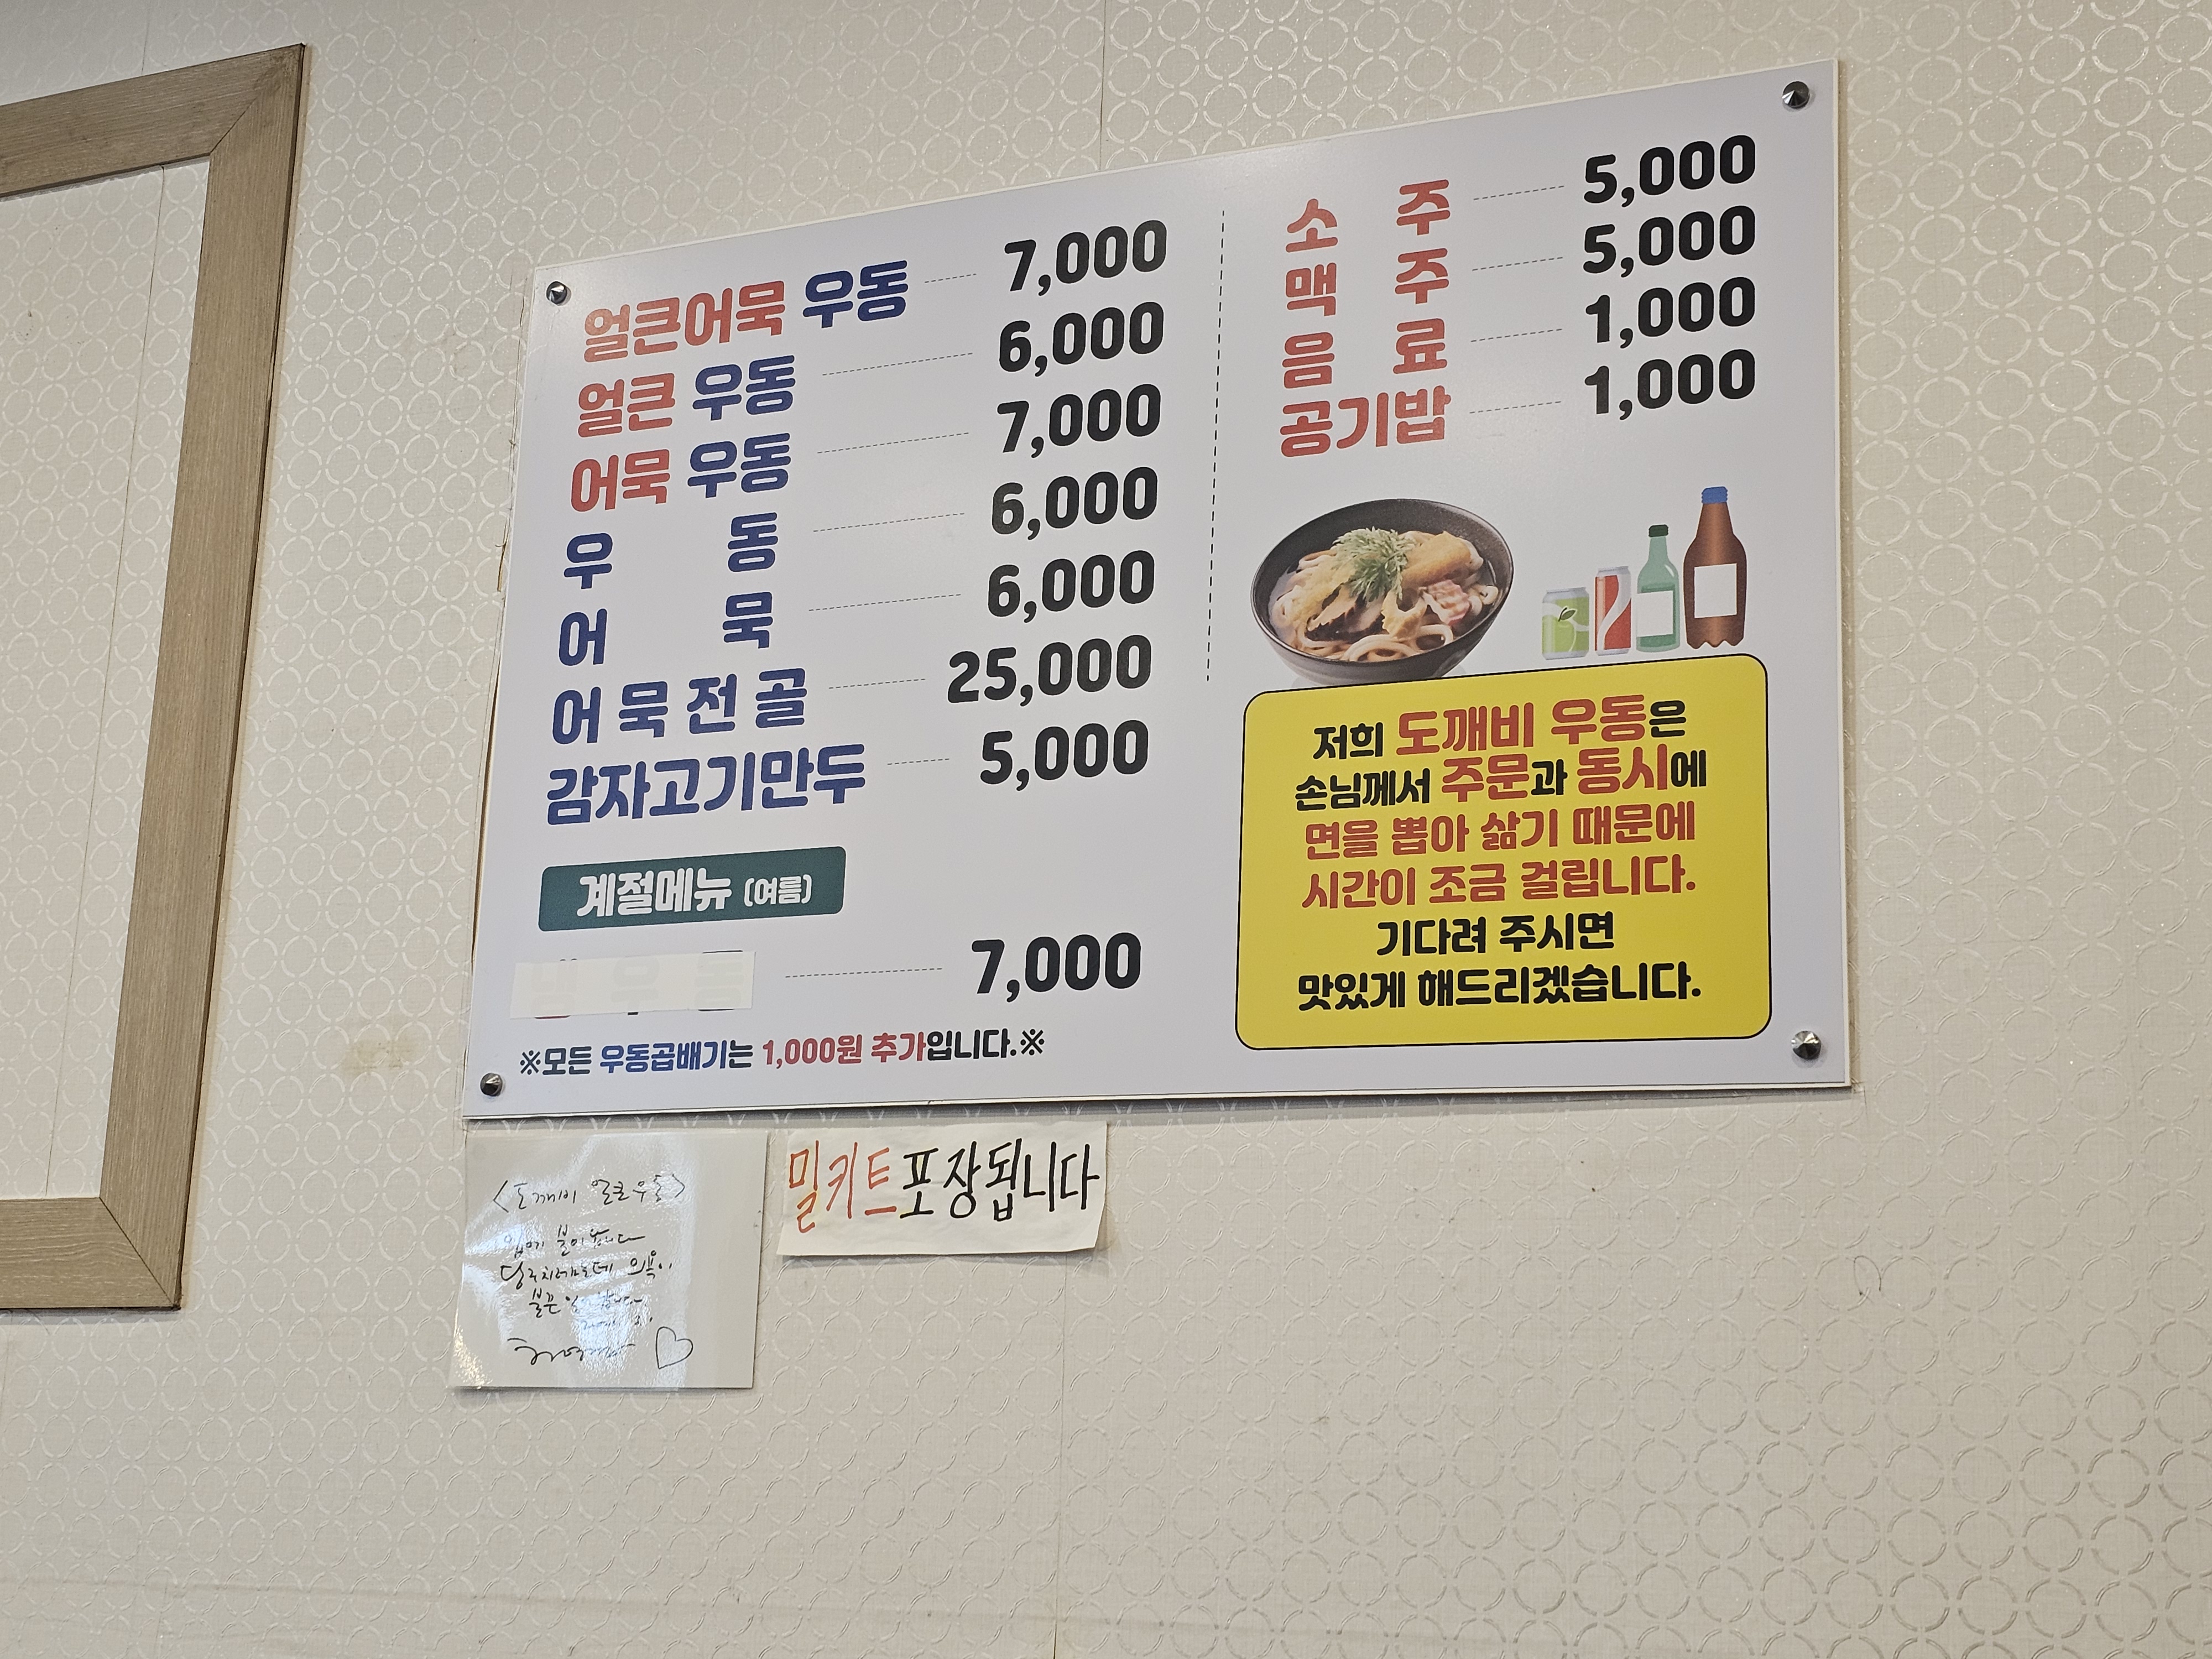 얼큰어묵 우동 7,000
얼큰 우동 6,000
어묵 우동 7,000
우동 6,000
어묵 6,000
어묵전골 25,000
감자고기만두 5,000
계절메뉴 (여름)
7,000
※모든 우동곱배기는 1,000원 추가입니다.※
소주 5,000
맥주 5,000
음료 1,000
공기밥 1,000
저희 도깨비 우동은
손님께서 주문과 동시에
면을 뽑아 삶기 때문에
시간이 조금 걸립니다.
기다려 주시면
맛있게 해드리겠습니다.
<도깨비 얼큰우동>
밀키트포장됩니다